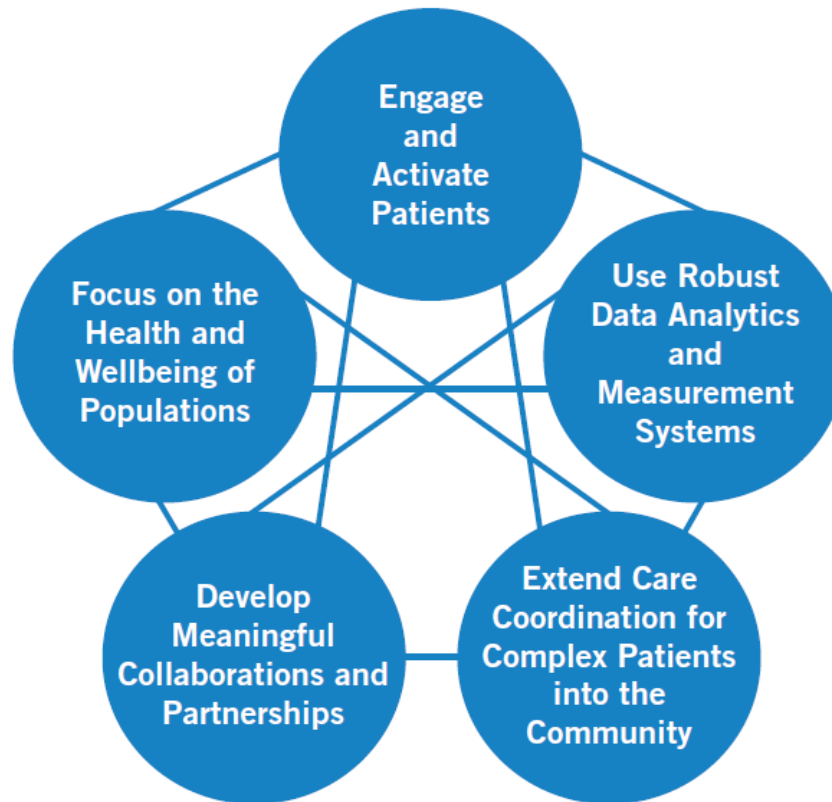 Engage
and
Activate
Patients
Focus on the
Health and
Wellbeing of
Populations
Use Robust
Data Analytics
and
Measurement
Systems
Develop
Meaningful
Collaborations and
Partnerships
Extend Care
Coordination for
Complex Patients
into the
Community